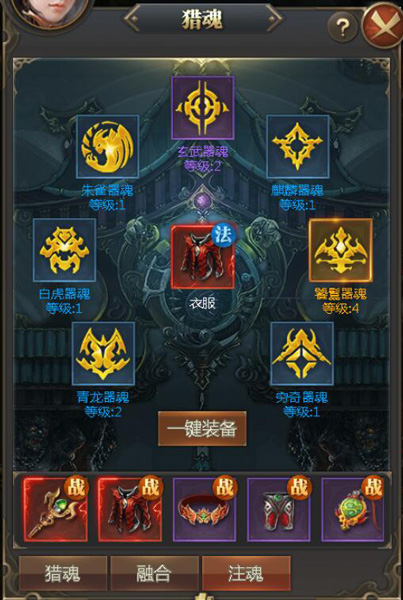 猎魂
?
玄武器魂
等级:2
朱雀器魂
等级:1
麒麟器魂
等级:1
白虎器魂
等级:1
法
衣服
饕餮器魂
等级:4
青龙器魂
等级:2
穷奇器魂
等级:1
一键装备
战 战 战 战 战
猎魂 融合 注魂